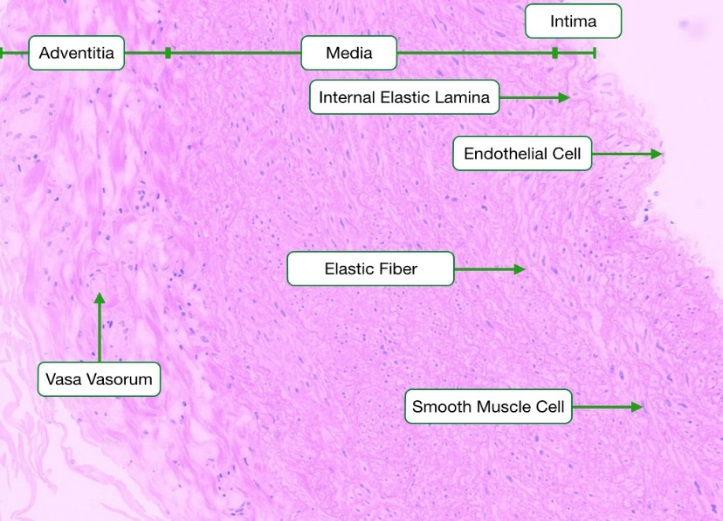 Intima
Adventitia
Media
Internal Elastic Lamina
Endothelial Cell
Elastic Fiber
Vasa Vasorum
Smooth Muscle Cell